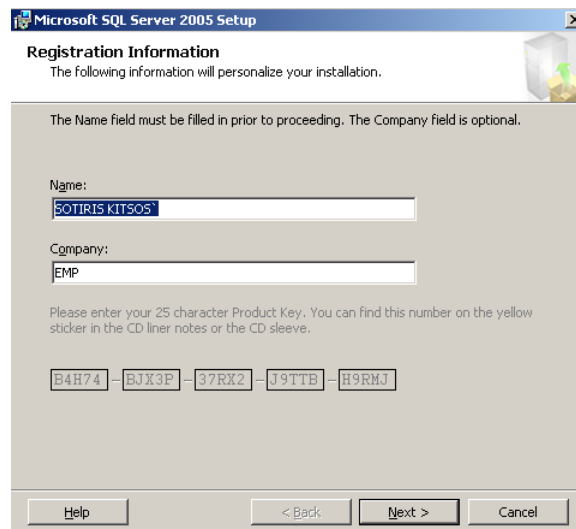 Microsoft SQL Server 2005 Setup
Registration Information
The following information will personalize your installation.
The Name field must be filled in prior to proceeding. The Company field is optional.
Name:
SOTIRIS KITSOS`
Company:
EMP
Please enter your 25 character Product Key. You can find this number on the yellow
sticker in the CD liner notes or the CD sleeve.
B4H74 - BJX3P - 37RX2 - J9TTB - H9RMJ
Help < Back Next > Cancel